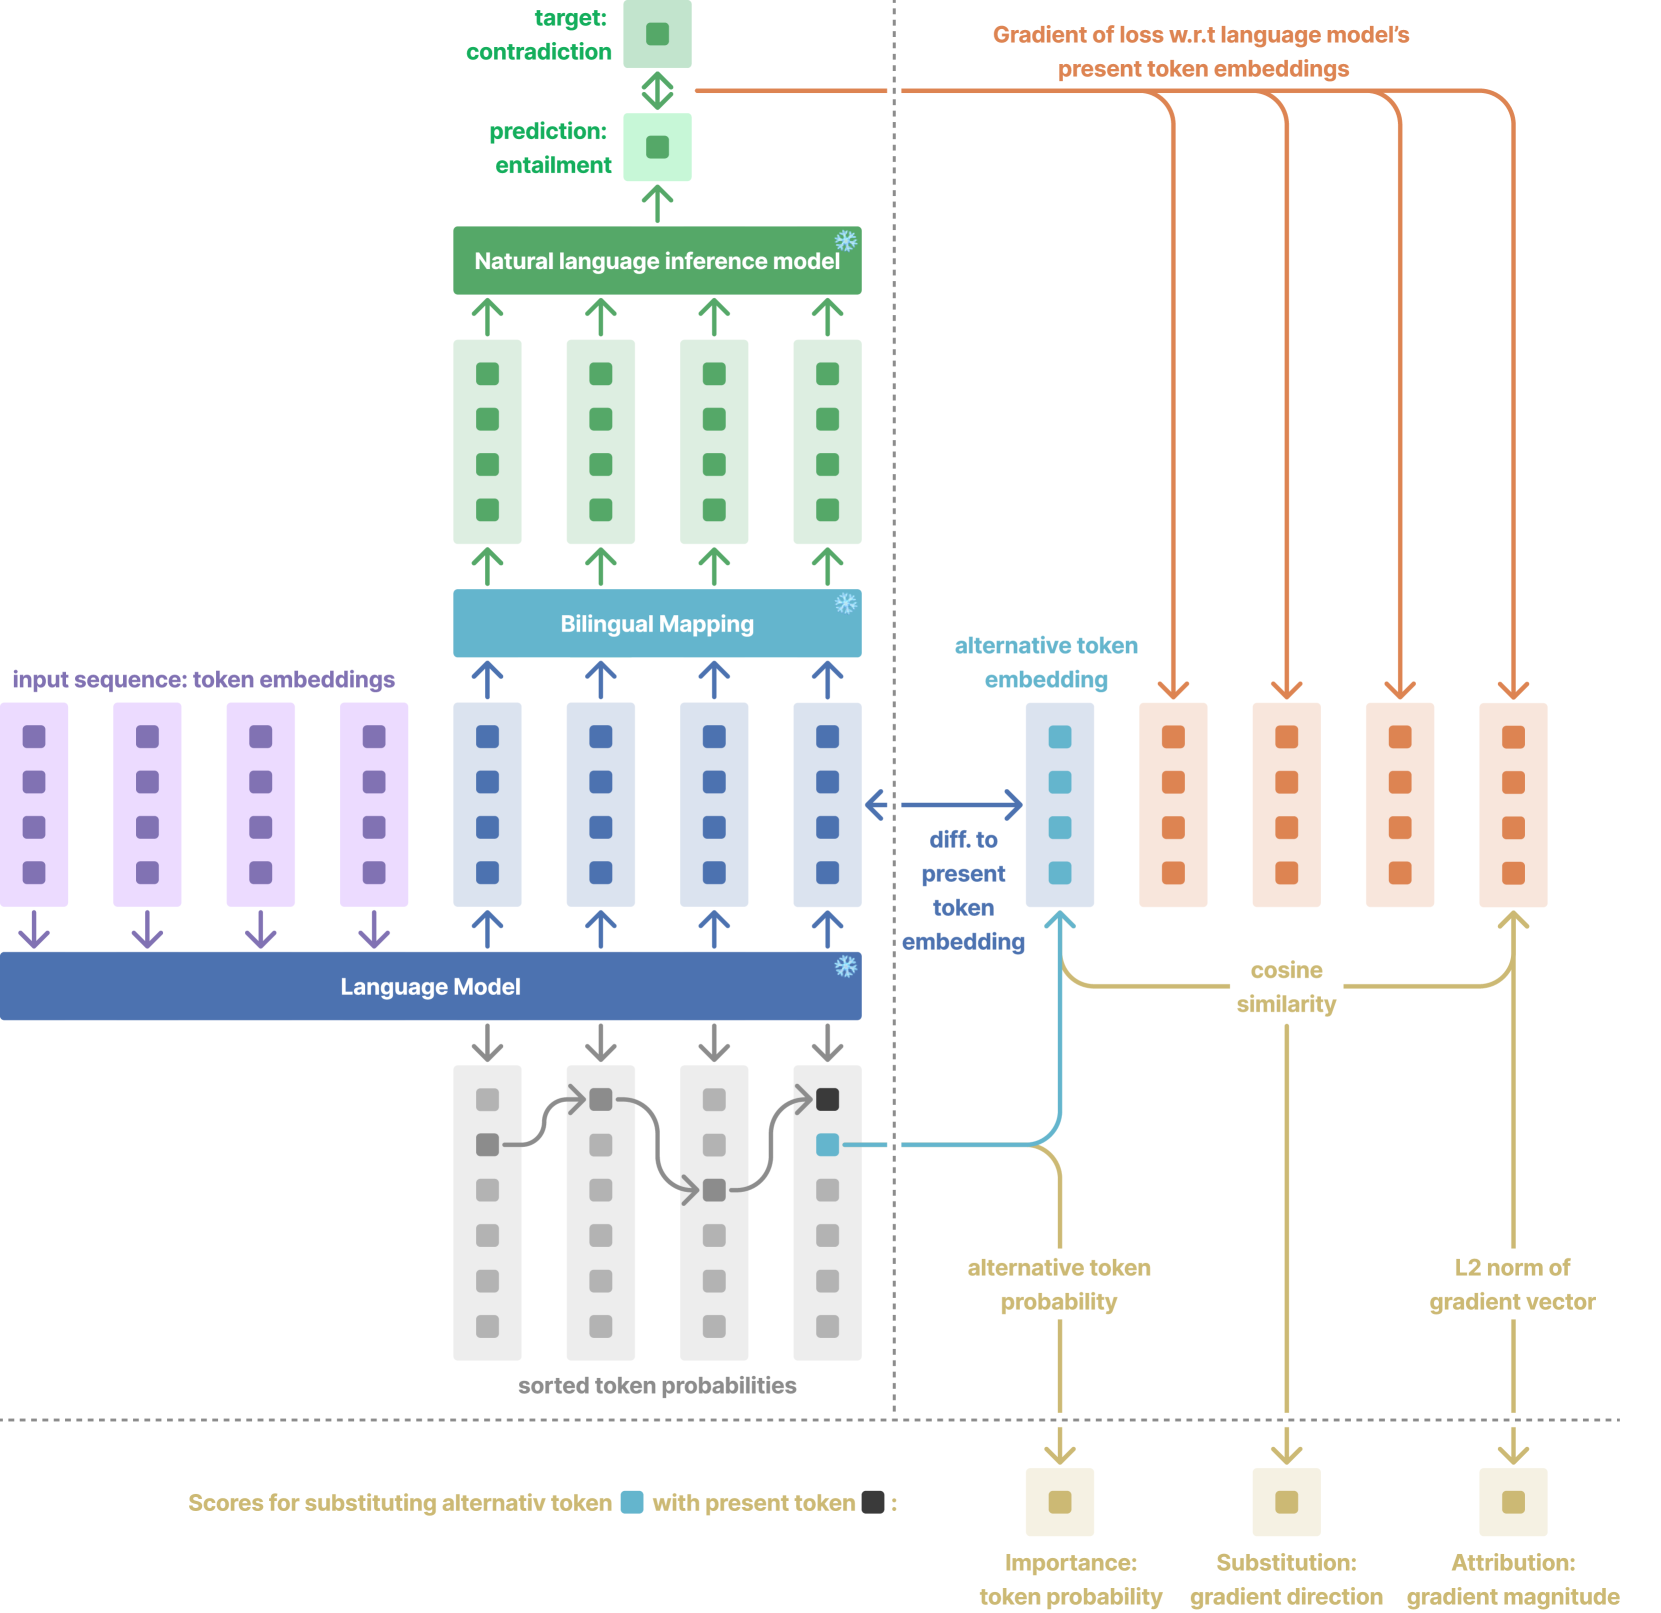 target:
contradiction
Gradient of loss w.r.t language model's
present token embeddings
prediction:
entailment
Natural language inference model
Bilingual Mapping
input sequence: token embeddings
alternative token
embedding
diff. to
present
token
embedding
Language Model
cosine
similarity
alternative token
probability
L2 norm of
gradient vector
sorted token probabilities
Scores for substituting alternativ token with present token :
Importance:
token probability
Substitution:
gradient direction
Attribution:
gradient magnitude